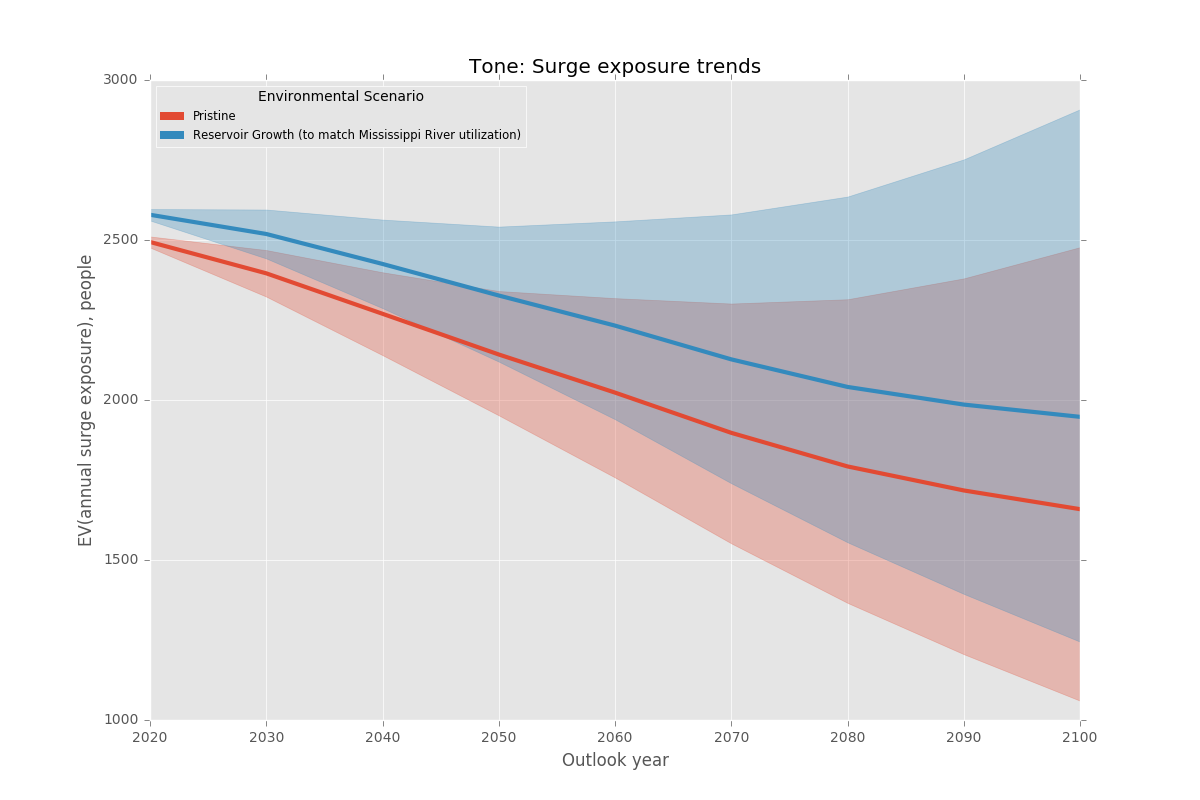 Tone: Surge exposure trends
Environmental Scenario
Pristine
Reservoir Growth (to match Mississippi River utilization)
EV(annual surge exposure), people
3000
2500
2000
1500
1000
2020 2030 2040 2050 2060 2070 2080 2090 2100
Outlook year